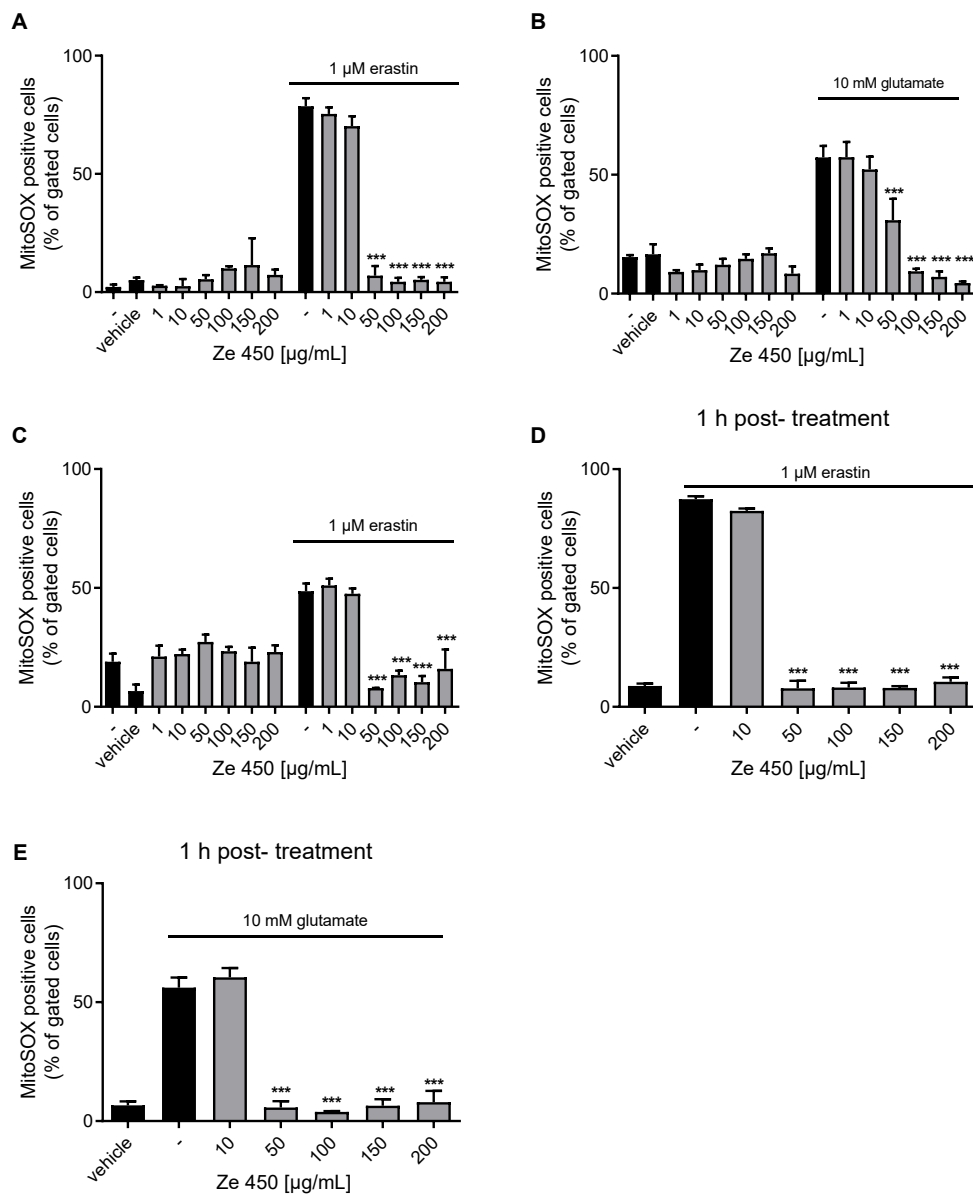 A
100
50
0
MitoSOX positive cells
(% of gated cells)
1 µM erastin
*** *** *** ***
- vehicle 1 10 50 100 150 200 - 1 10 50 100 150 200
Ze 450 [µg/mL]
B
100
50
0
MitoSOX positive cells
(% of gated cells)
10 mM glutamate
*** *** *** ***
- vehicle 1 10 50 100 150 200 - 1 10 50 100 150 200
Ze 450 [µg/mL]
C
100
50
0
MitoSOX positive cells
(% of gated cells)
1 µM erastin
*** *** *** ***
- vehicle 1 10 50 100 150 200 - 1 10 50 100 150 200
Ze 450 [µg/mL]
D
1 h post- treatment
100
50
0
MitoSOX positive cells
(% of gated cells)
1 µM erastin
*** *** *** ***
vehicle - 10 50 100 150 200
Ze 450 [µg/mL]
E
1 h post- treatment
100
50
0
MitoSOX positive cells
(% of gated cells)
10 mM glutamate
*** *** *** ***
vehicle - 10 50 100 150 200
Ze 450 [µg/mL]